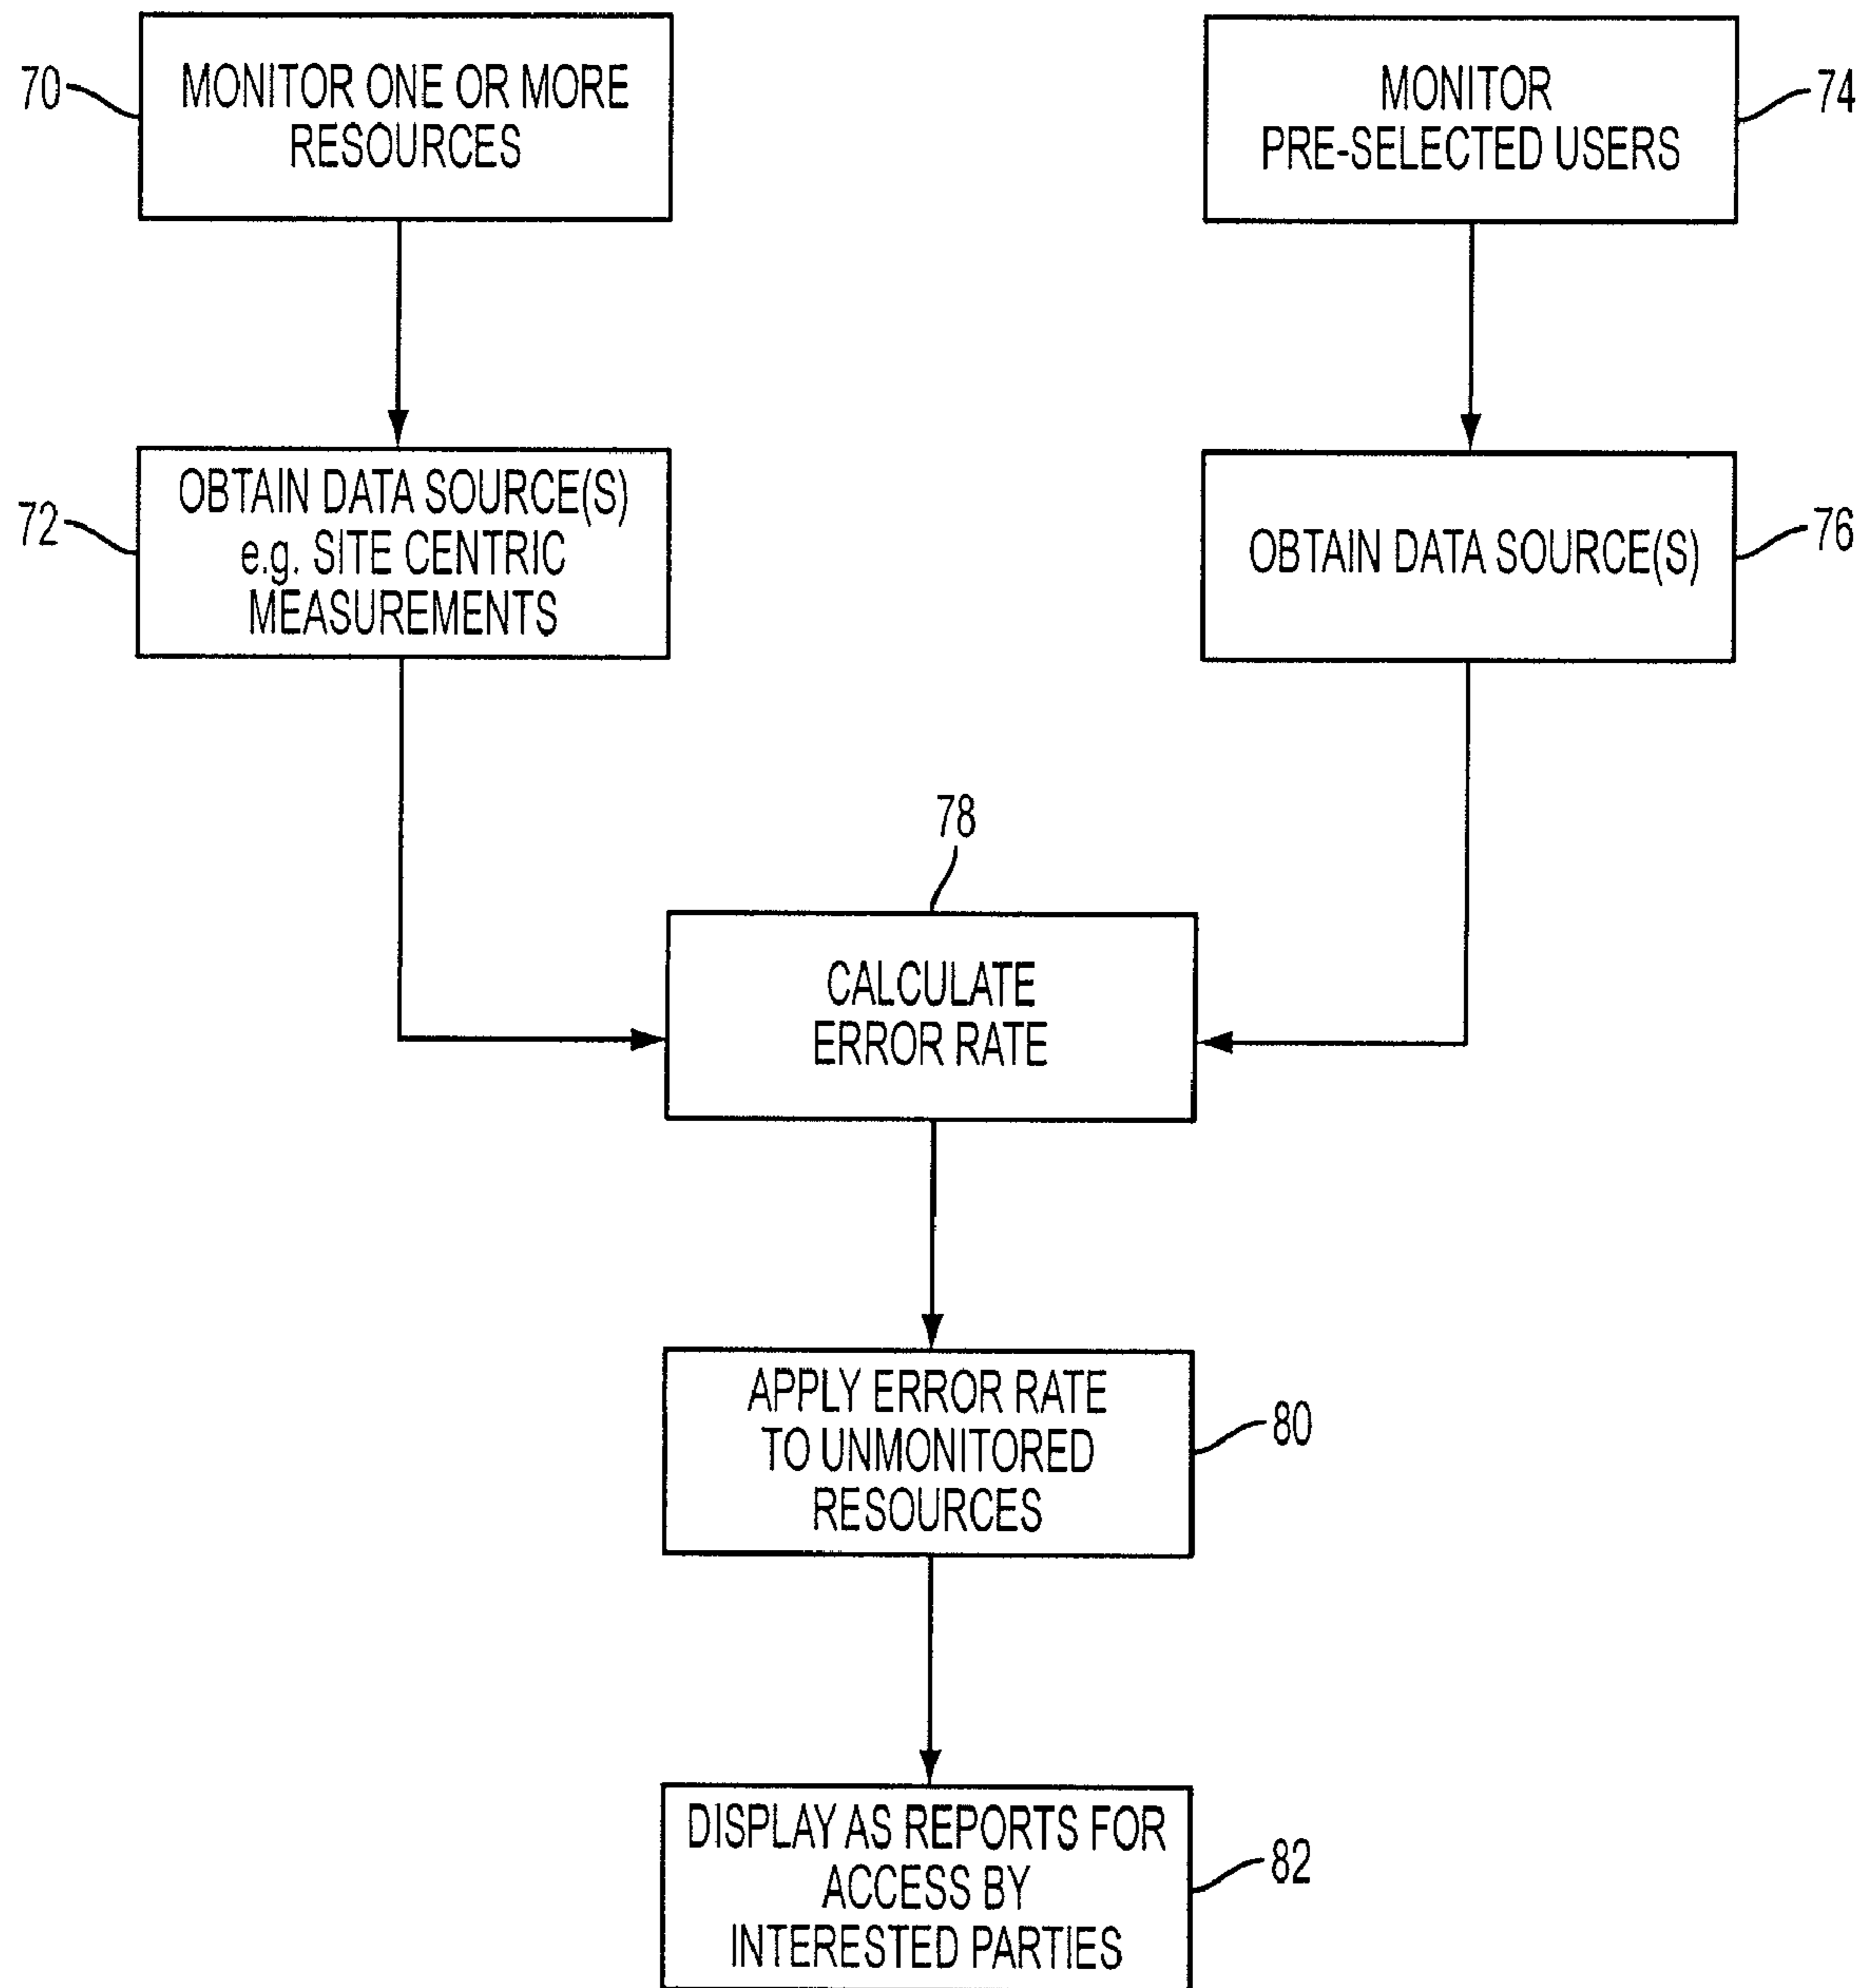 70
MONITOR ONE OR MORE
RESOURCES
MONITOR
PRE-SELECTED USERS
74
72
OBTAIN DATA SOURCE(S)
e.g. SITE CENTRIC
MEASUREMENTS
OBTAIN DATA SOURCE(S)
76
78
CALCULATE
ERROR RATE
APPLY ERROR RATE
TO UNMONITORED
RESOURCES
80
DISPLAY AS REPORTS FOR
ACCESS BY
INTERESTED PARTIES
82